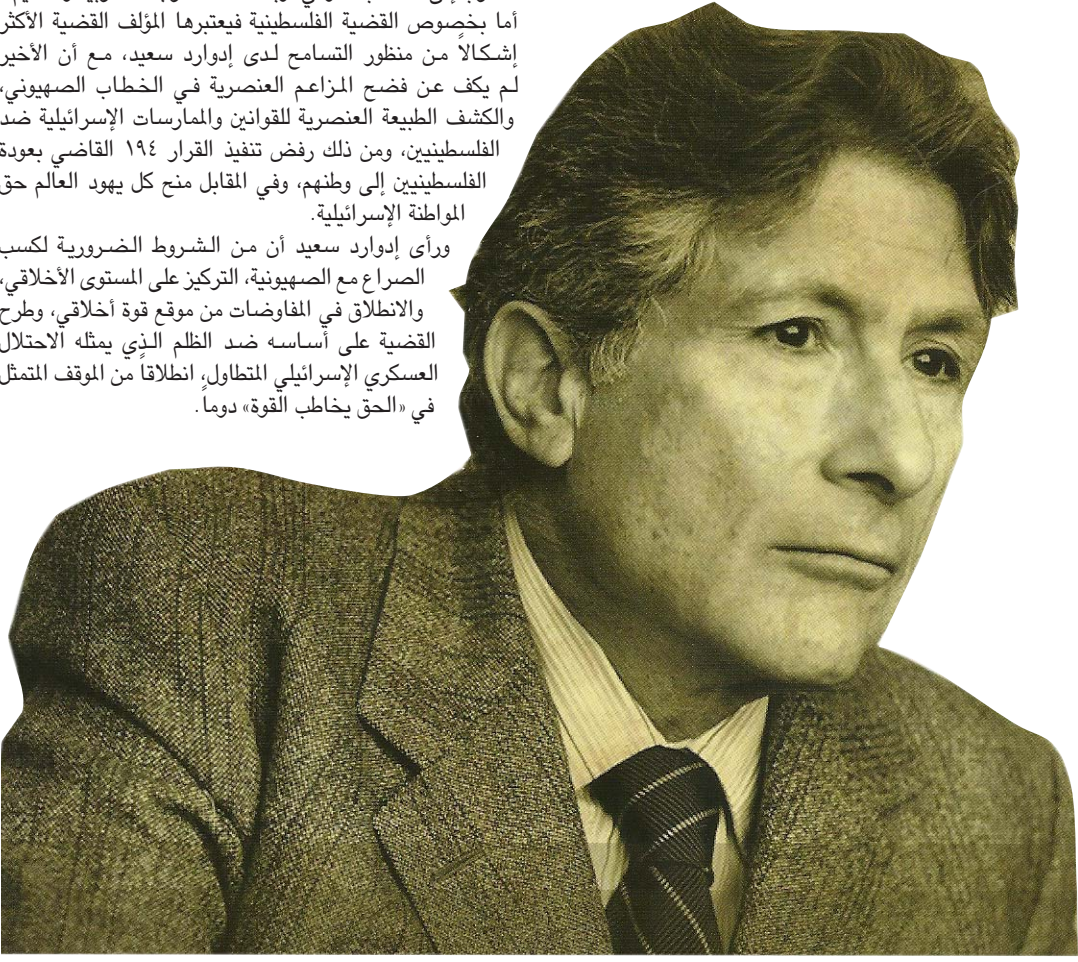 أما بخصوص القضية الفلسطينية فيعتبرها المؤلف القضية الأكثر
إشكالاً من منظور التسامح لدى إدوارد سعيد، مع أن الأخير
لم يكف عن فضح المزاعم العنصرية في الخطاب الصهيوني،
والكشف الطبيعة العنصرية للقوانين والممارسات الإسرائيلية ضد
الفلسطينيين، ومن ذلك رفض تنفيذ القرار ١٩٤ القاضي بعودة
الفلسطينيين إلى وطنهم، وفي المقابل منح كل يهود العالم حق
المواطنة الإسرائيلية.
ورأى إدوارد سعيد أن من الشروط الضرورية لكسب
الصراع مع الصهيونية، التركيز على المستوى الأخلاقي،
والانطلاق في المفاوضات من موقع قوة أخلاقي، وطرح
القضية على أساسه ضد الظلم الذي يمثله الاحتلال
العسكري الإسرائيلي المتطاول، انطلاقاً من الموقف المتمثل
في «الحق يخاطب القوة» دوماً.